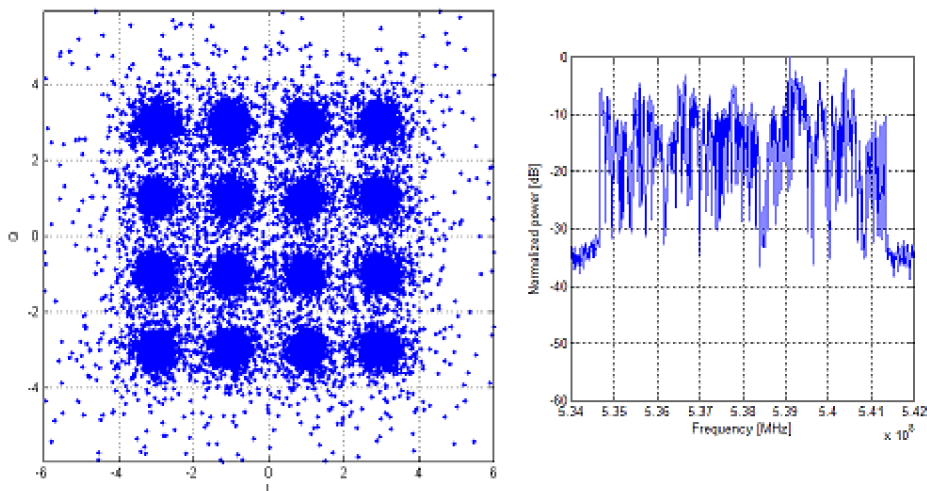 4
2
0
-2
-4
-6 -4 -2 0 2 4 6
Q
I
0
-10
-20
-30
-40
-50
-60
5.34 5.35 5.36 5.37 5.38 5.39 5.4 5.41 5.42
x 10⁸
Normalized power [dB]
Frequency [MHz]